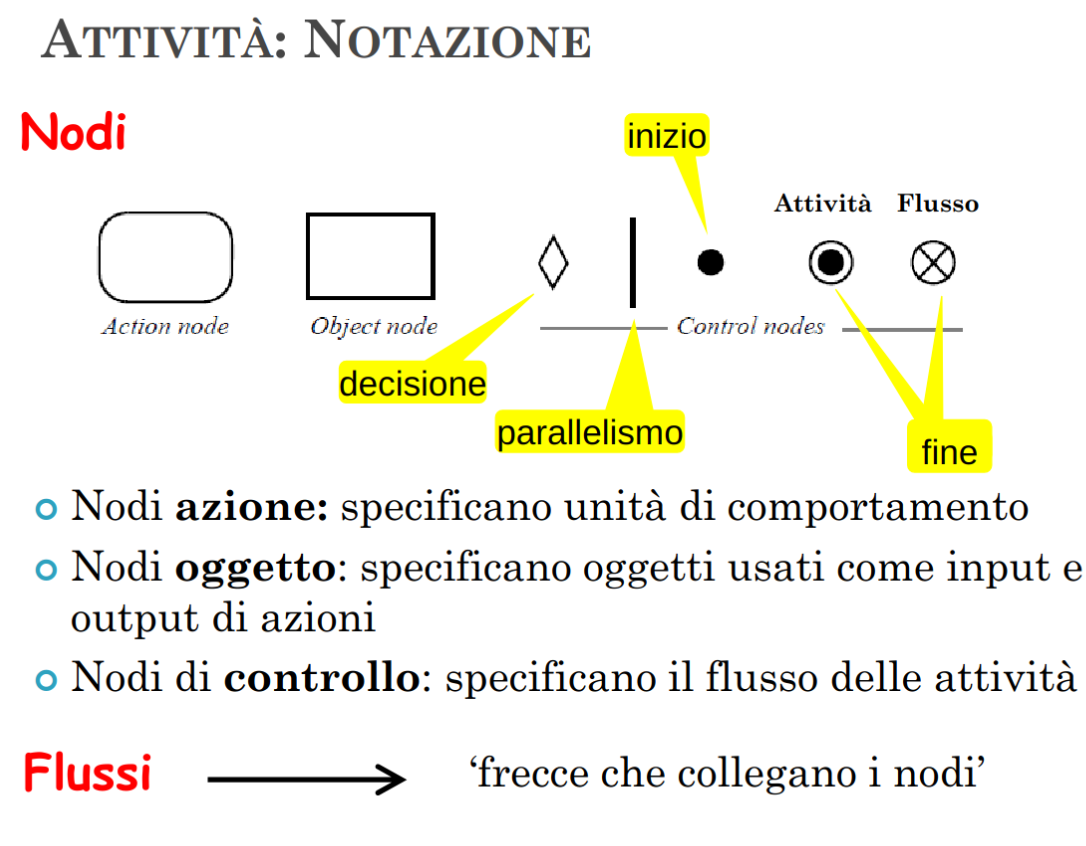 ATTIVITÀ: NOTAZIONE
Nodi
inizio
Attività Flusso
Action node
Object node
Control nodes
decisione
parallelismo
fine
Nodi azione: specificano unità di comportamento
Nodi oggetto: specificano oggetti usati come input e
output di azioni
Nodi di controllo: specificano il flusso delle attività
Flussi
‘frecce che collegano i nodi’